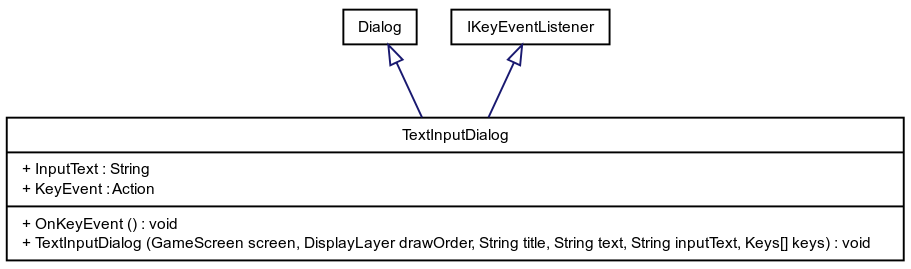 Dialog
IKeyEventListener
TextInputDialog
+ InputText : String
+ KeyEvent : Action
+ OnKeyEvent () : void
+ TextInputDialog (GameScreen screen, DisplayLayer drawOrder, String title, String text, String inputText, Keys[] keys) : void